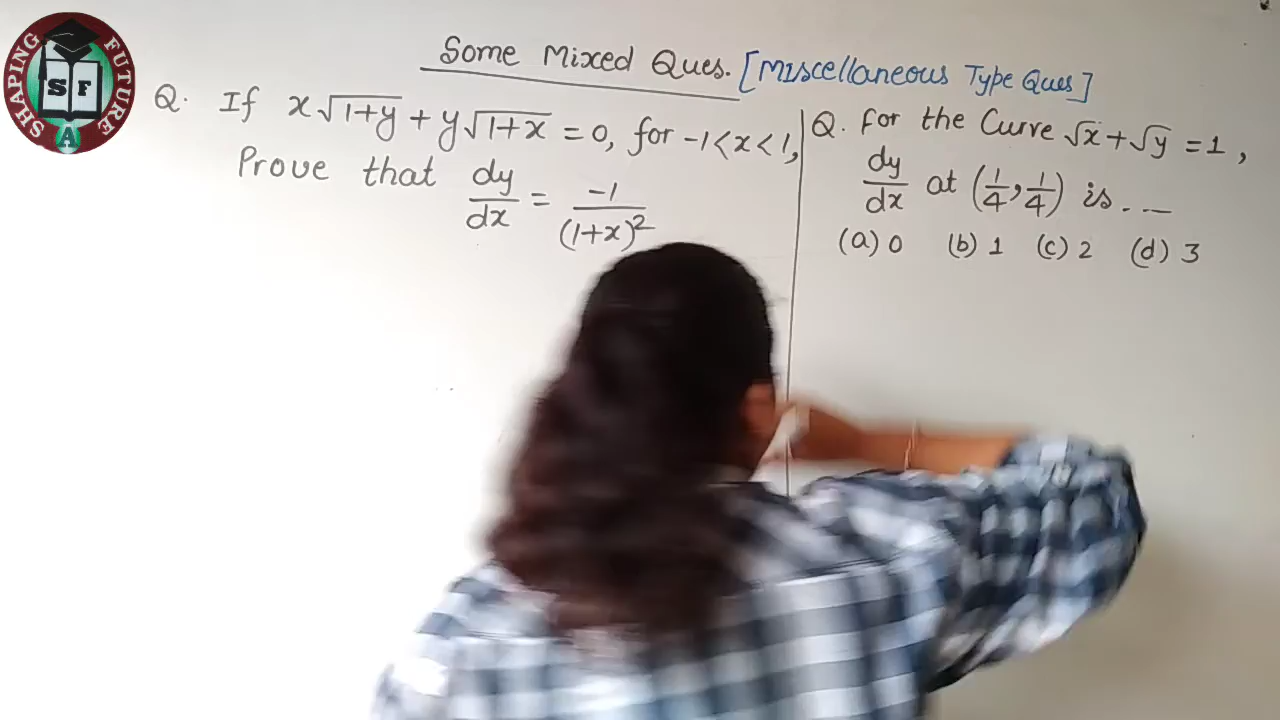 SHAPING FUTURE
S F
A
Some Mixed Ques. [Miscellaneous Type Ques]
Q. If x√(1+y) + y√(1+x) = 0, for -1 < x < 1,
Prove that dy/dx = -1/(1+x)²
Q. For the Curve √x + √y = 1,
dy/dx at (1/4, 1/4) is . --
(a) 0 (b) 1 (c) 2 (d) 3